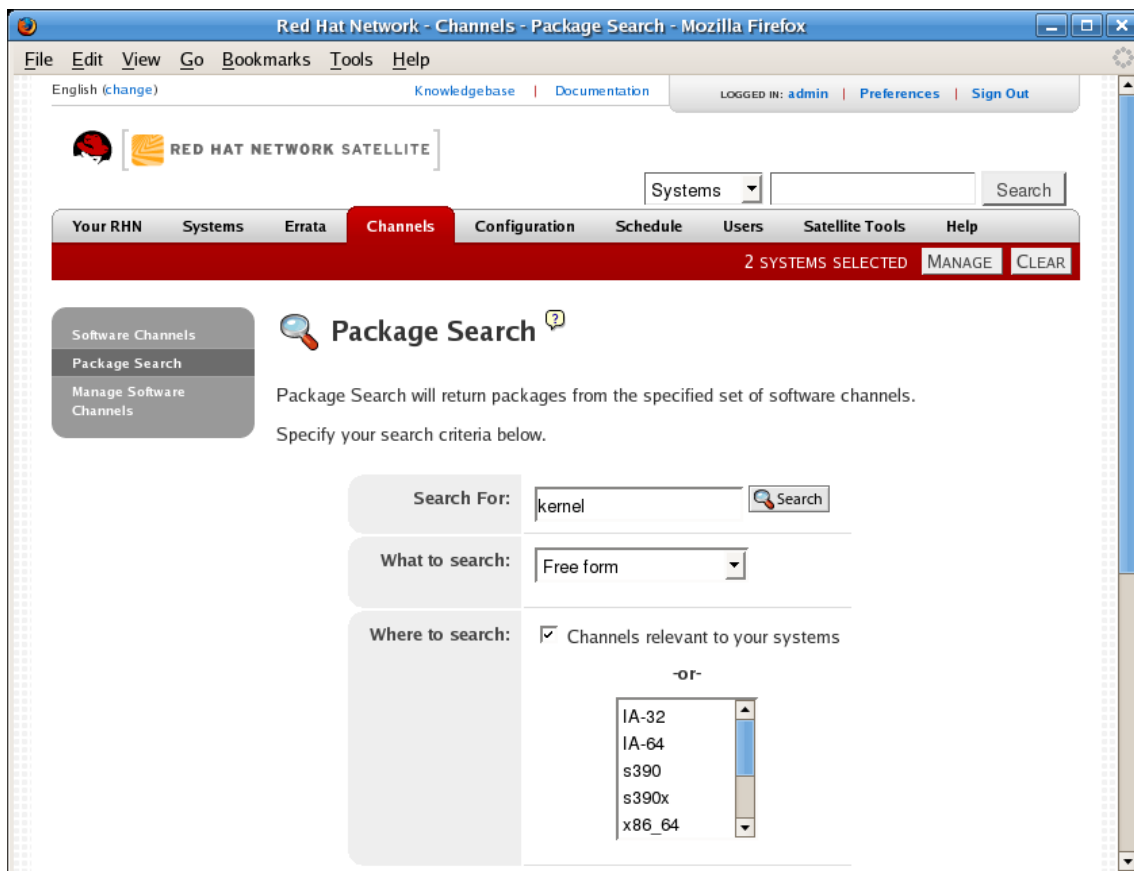 Red Hat Network - Channels - Package Search - Mozilla Firefox
File Edit View Go Bookmarks Tools Help
English (change)
Knowledgebase | Documentation
LOGGED IN: admin | Preferences | Sign Out
RED HAT NETWORK SATELLITE
Systems
Search
Your RHN Systems Errata Channels Configuration Schedule Users Satellite Tools Help
2 SYSTEMS SELECTED MANAGE CLEAR
Software Channels
Package Search
Manage Software
Channels
Package Search ?
Package Search will return packages from the specified set of software channels.
Specify your search criteria below.
Search For: kernel Search
What to search: Free form
Where to search: Channels relevant to your systems
-or-
IA-32
IA-64
s390
s390x
x86_64